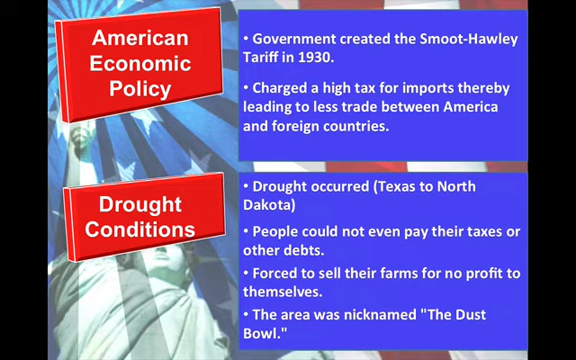 American
Economic
Policy
• Government created the Smoot-Hawley
Tariff in 1930.
• Charged a high tax for imports thereby
leading to less trade between America
and foreign countries.
Drought
Conditions
• Drought occurred (Texas to North
Dakota)
• People could not even pay their taxes or
other debts.
• Forced to sell their farms for no profit to
themselves.
• The area was nicknamed "The Dust
Bowl."